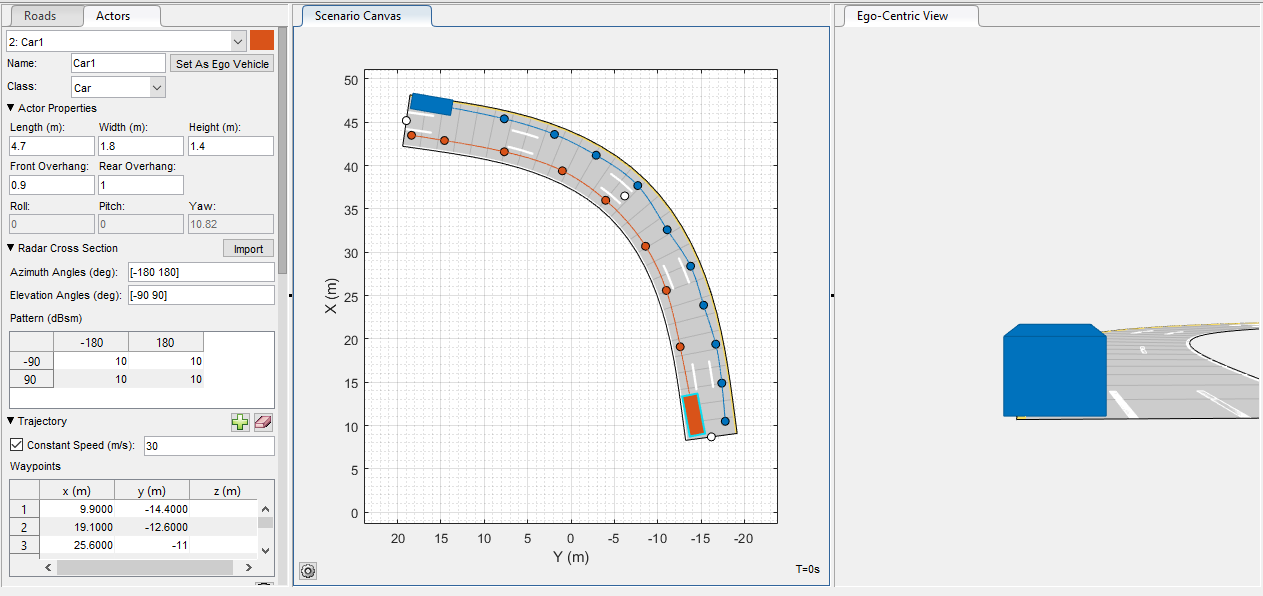 Roads Actors
2: Car1
Name: Car1 Set As Ego Vehicle
Class: Car
Actor Properties
Length (m): Width (m): Height (m):
4.7 1.8 1.4
Front Overhang: Rear Overhang:
0.9 1
Roll: Pitch: Yaw:
0 0 10.82
Radar Cross Section Import
Azimuth Angles (deg): [-180 180]
Elevation Angles (deg): [-90 90]
Pattern (dBsm)
-180 180
-90 10 10
90 10 10
Trajectory
Constant Speed (m/s): 30
Waypoints
x (m) y (m) z (m)
1 9.9000 -14.4000
2 19.1000 -12.6000
3 25.6000 -11
Scenario Canvas
50
45
40
35
30
25
20
15
10
5
0
X (m)
20 15 10 5 0 -5 -10 -15 -20
Y (m)
T=0s
Ego-Centric View